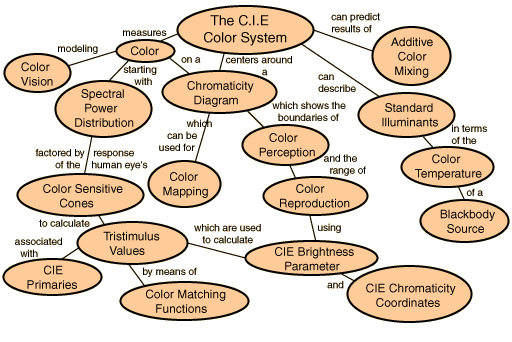 The C.I.E
Color System
measures
can predict
results of
Additive
Color
Mixing
modeling
Color
Color
Vision
starting
with
on a
centers around
a
can
describe
Spectral
Power
Distribution
Chromaticity
Diagram
which shows the
boundaries of
Standard
Illuminants
which
can be
used for
Color
Perception
in terms
of the
factored by
of the
response
human eye's
Color
Mapping
and the
range of
Color
Temperature
Color Sensitive
Cones
Color
Reproduction
of a
Blackbody
Source
to calculate
Tristimulus
Values
which are used
to calculate
using
associated
with
CIE
Primaries
by means of
CIE Brightness
Parameter
and
Color Matching
Functions
CIE Chromaticity
Coordinates